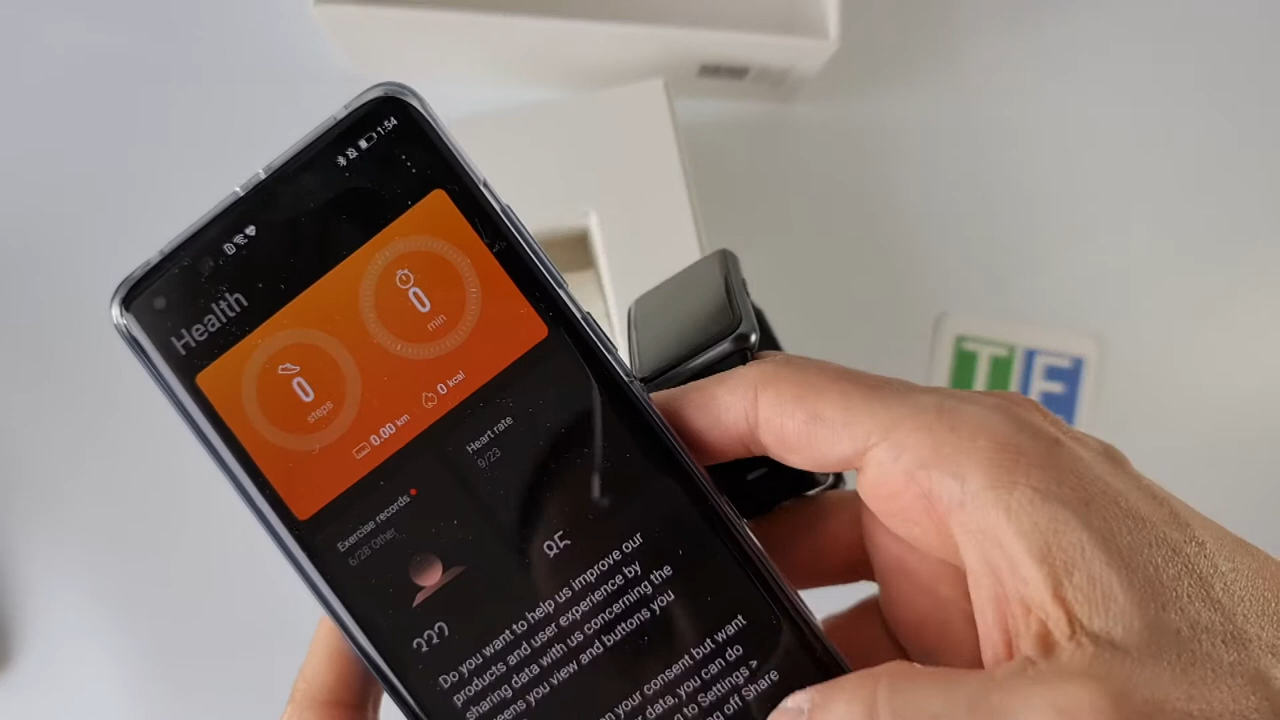 1:54
Health
0
steps
0
min
0.00 km
0 kcal
Exercise records
6/28 Other
Heart rate
9/23
Do you want to help us improve our
products and user experience by
sharing data with us concerning the
you view and buttons you
your consent but want
data, you can do
to Settings >
off Share
TF